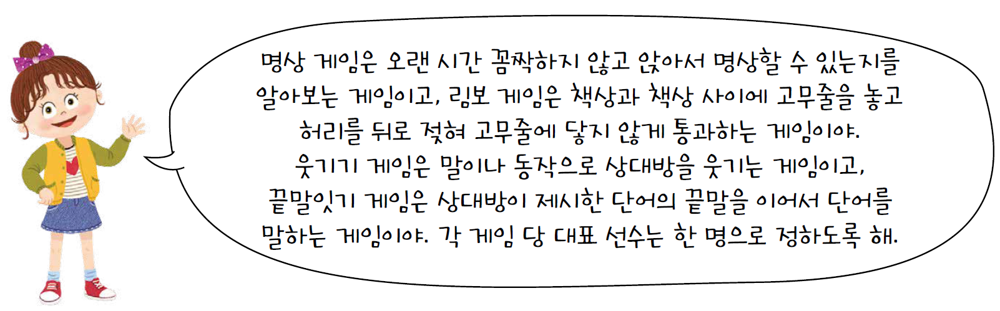 명상 게임은 오랜 시간 꼼짝하지 않고 앉아서 명상할 수 있는지를
알아보는 게임이고, 림보 게임은 책상과 책상 사이에 고무줄을 놓고
허리를 뒤로 젖혀 고무줄에 닿지 않게 통과하는 게임이야.
웃기기 게임은 말이나 동작으로 상대방을 웃기는 게임이고,
끝말잇기 게임은 상대방이 제시한 단어의 끝말을 이어서 단어를
말하는 게임이야. 각 게임 당 대표 선수는 한 명으로 정하도록 해.